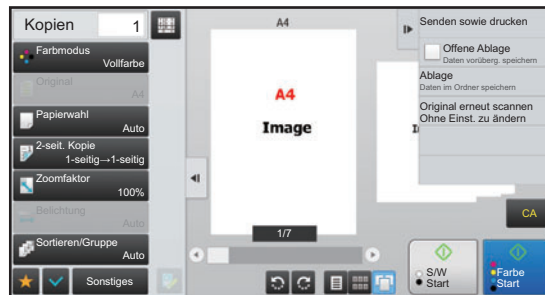 Kopien 1
Farbmodus
Vollfarbe
Original
A4
Papierwahl
Auto
2-seit. Kopie
1-seitig→1-seitig
Zoomfaktor
100%
Belichtung
Auto
Sortieren/Gruppe
Auto
Sonstiges
A4
A4
Image
1/7
Senden sowie drucken
Offene Ablage
Daten vorüberg. speichern
Ablage
Daten im Ordner speichern
Original erneut scannen
Ohne Einst. zu ändern
CA
S/W
Start
Farbe
Start